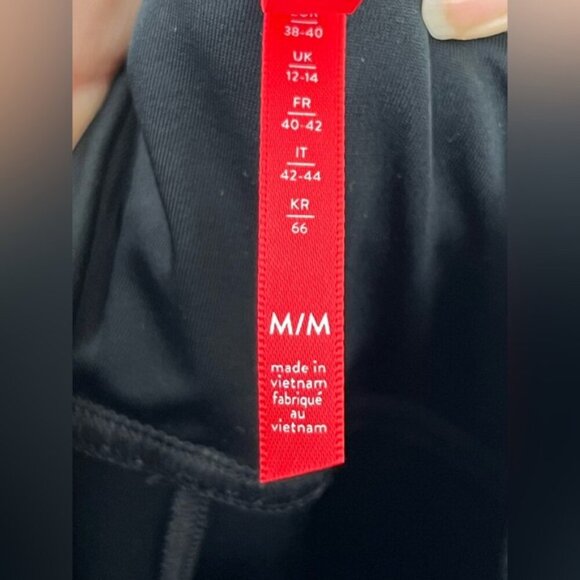 EUR
38-40
UK
12-14
FR
40-42
IT
42-44
KR
66
M/M
made in
vietnam
fabriqué
au
vietnam